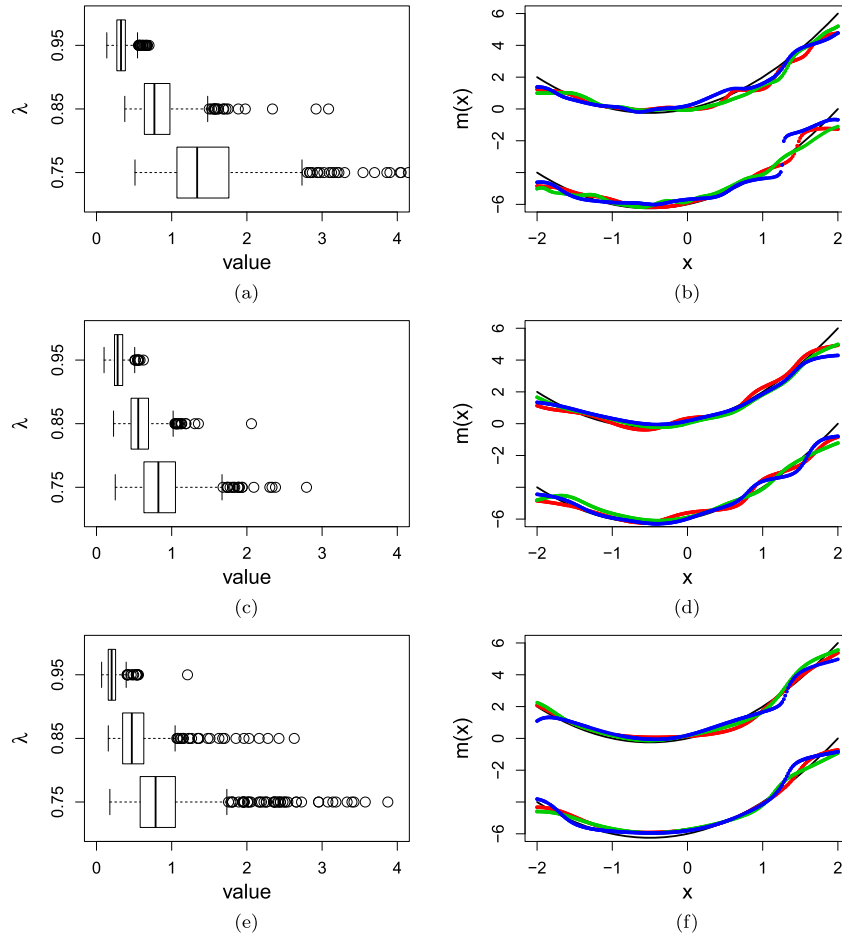 λ
0.95
0.85
0.75
0 1 2 3 4
value
(a)
m(x)
6
4
2
0
−2
−6
−2 −1 0 1 2
x
(b)
λ
0.95
0.85
0.75
0 1 2 3 4
value
(c)
m(x)
6
4
2
0
−2
−6
−2 −1 0 1 2
x
(d)
λ
0.95
0.85
0.75
0 1 2 3 4
value
(e)
m(x)
6
4
2
0
−2
−6
−2 −1 0 1 2
x
(f)